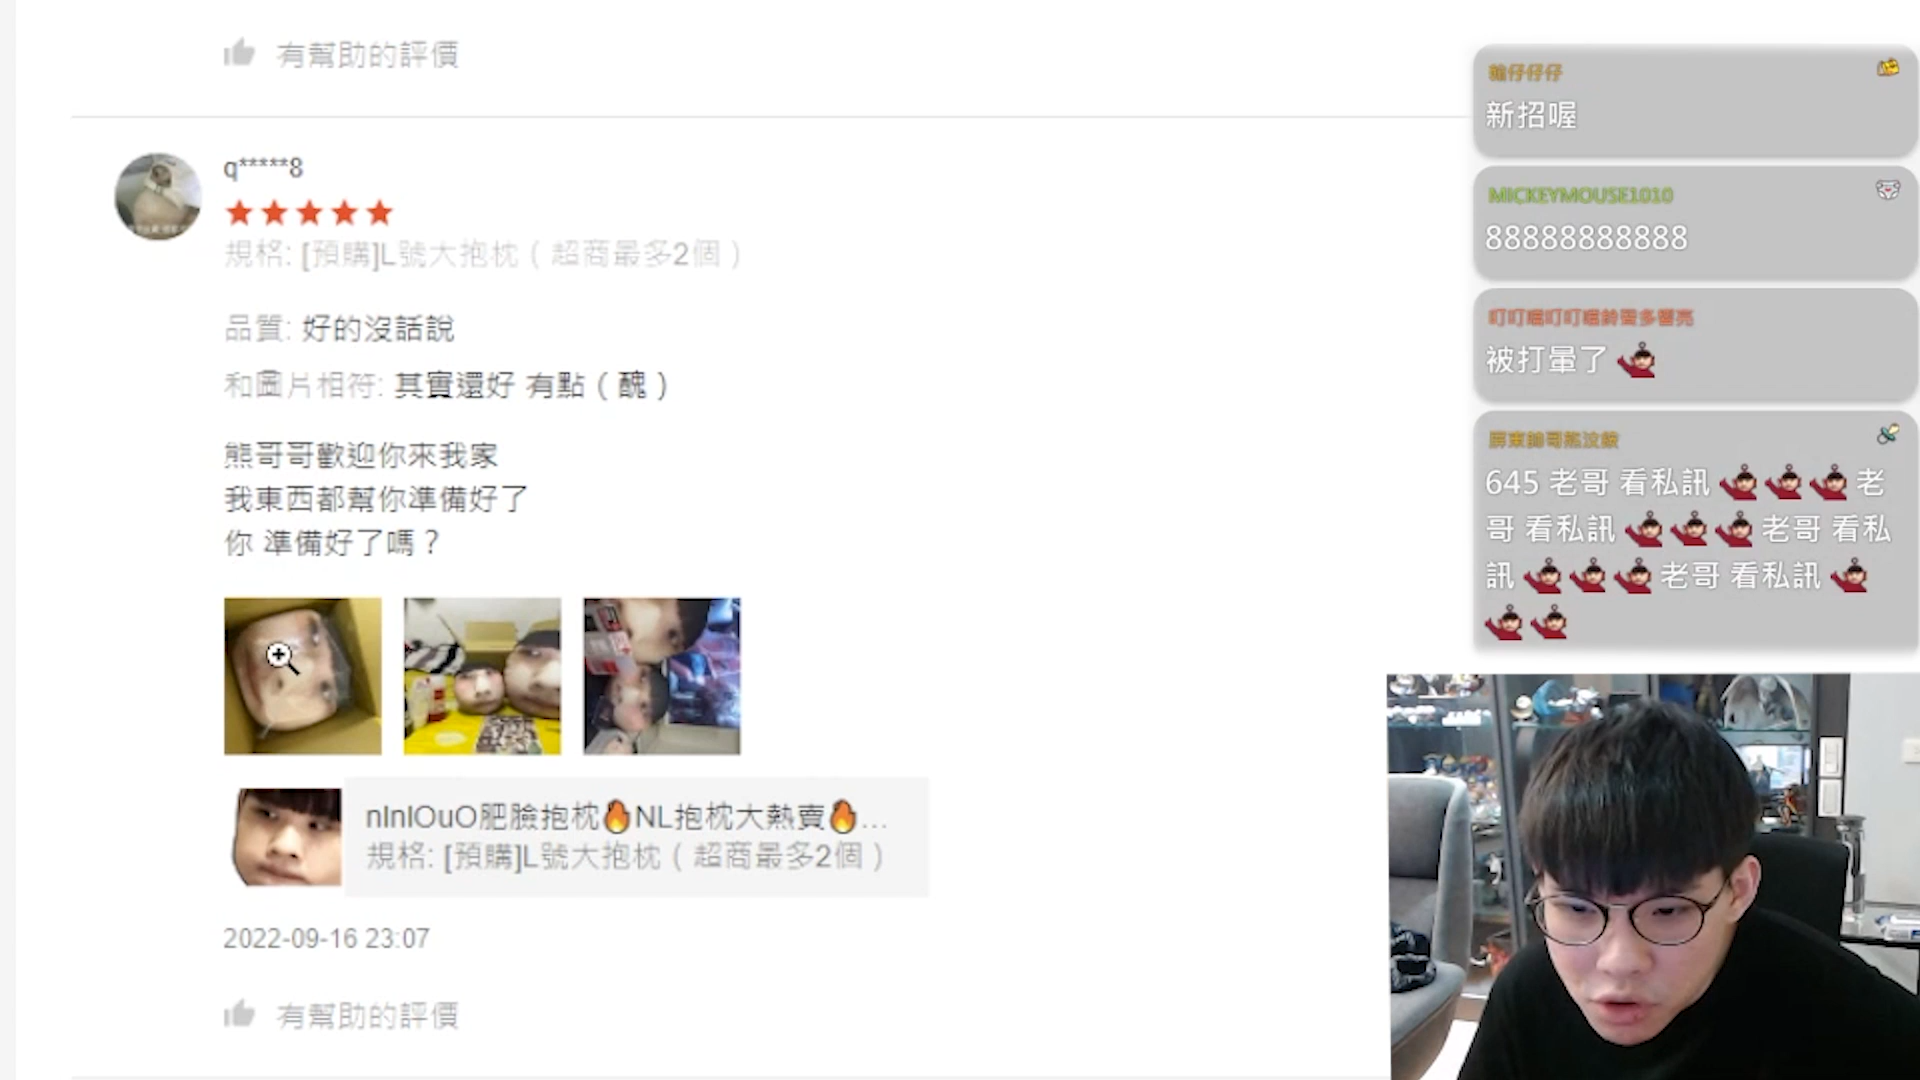 有幫助的評價
q*****8
規格: [預購]L號大抱枕（超商最多2個）
品質: 好的沒話說
和圖片相符: 其實還好 有點（醜）
熊哥哥歡迎你來我家
我東西都幫你準備好了
你 準備好了嗎？
nlnlOuO肥臉抱枕🔥NL抱枕大熱賣🔥...
規格: [預購]L號大抱枕（超商最多2個）
2022-09-16 23:07
有幫助的評價
新招喔
MICKEYMOUSE1010
88888888888
被打暈了
645 老哥 看私訊 老
哥 看私訊 老哥 看私
訊 老哥 看私訊